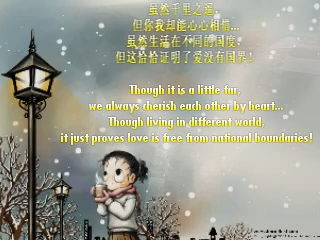 虽然千里之遥,
但你我却能心心相惜...
虽然生活在不同的国度,
但这恰恰证明了爱没有国界!
Though it is a little far,
we always cherish each other by heart...
Though living in different world,
it just proves love is free from national boundaries!